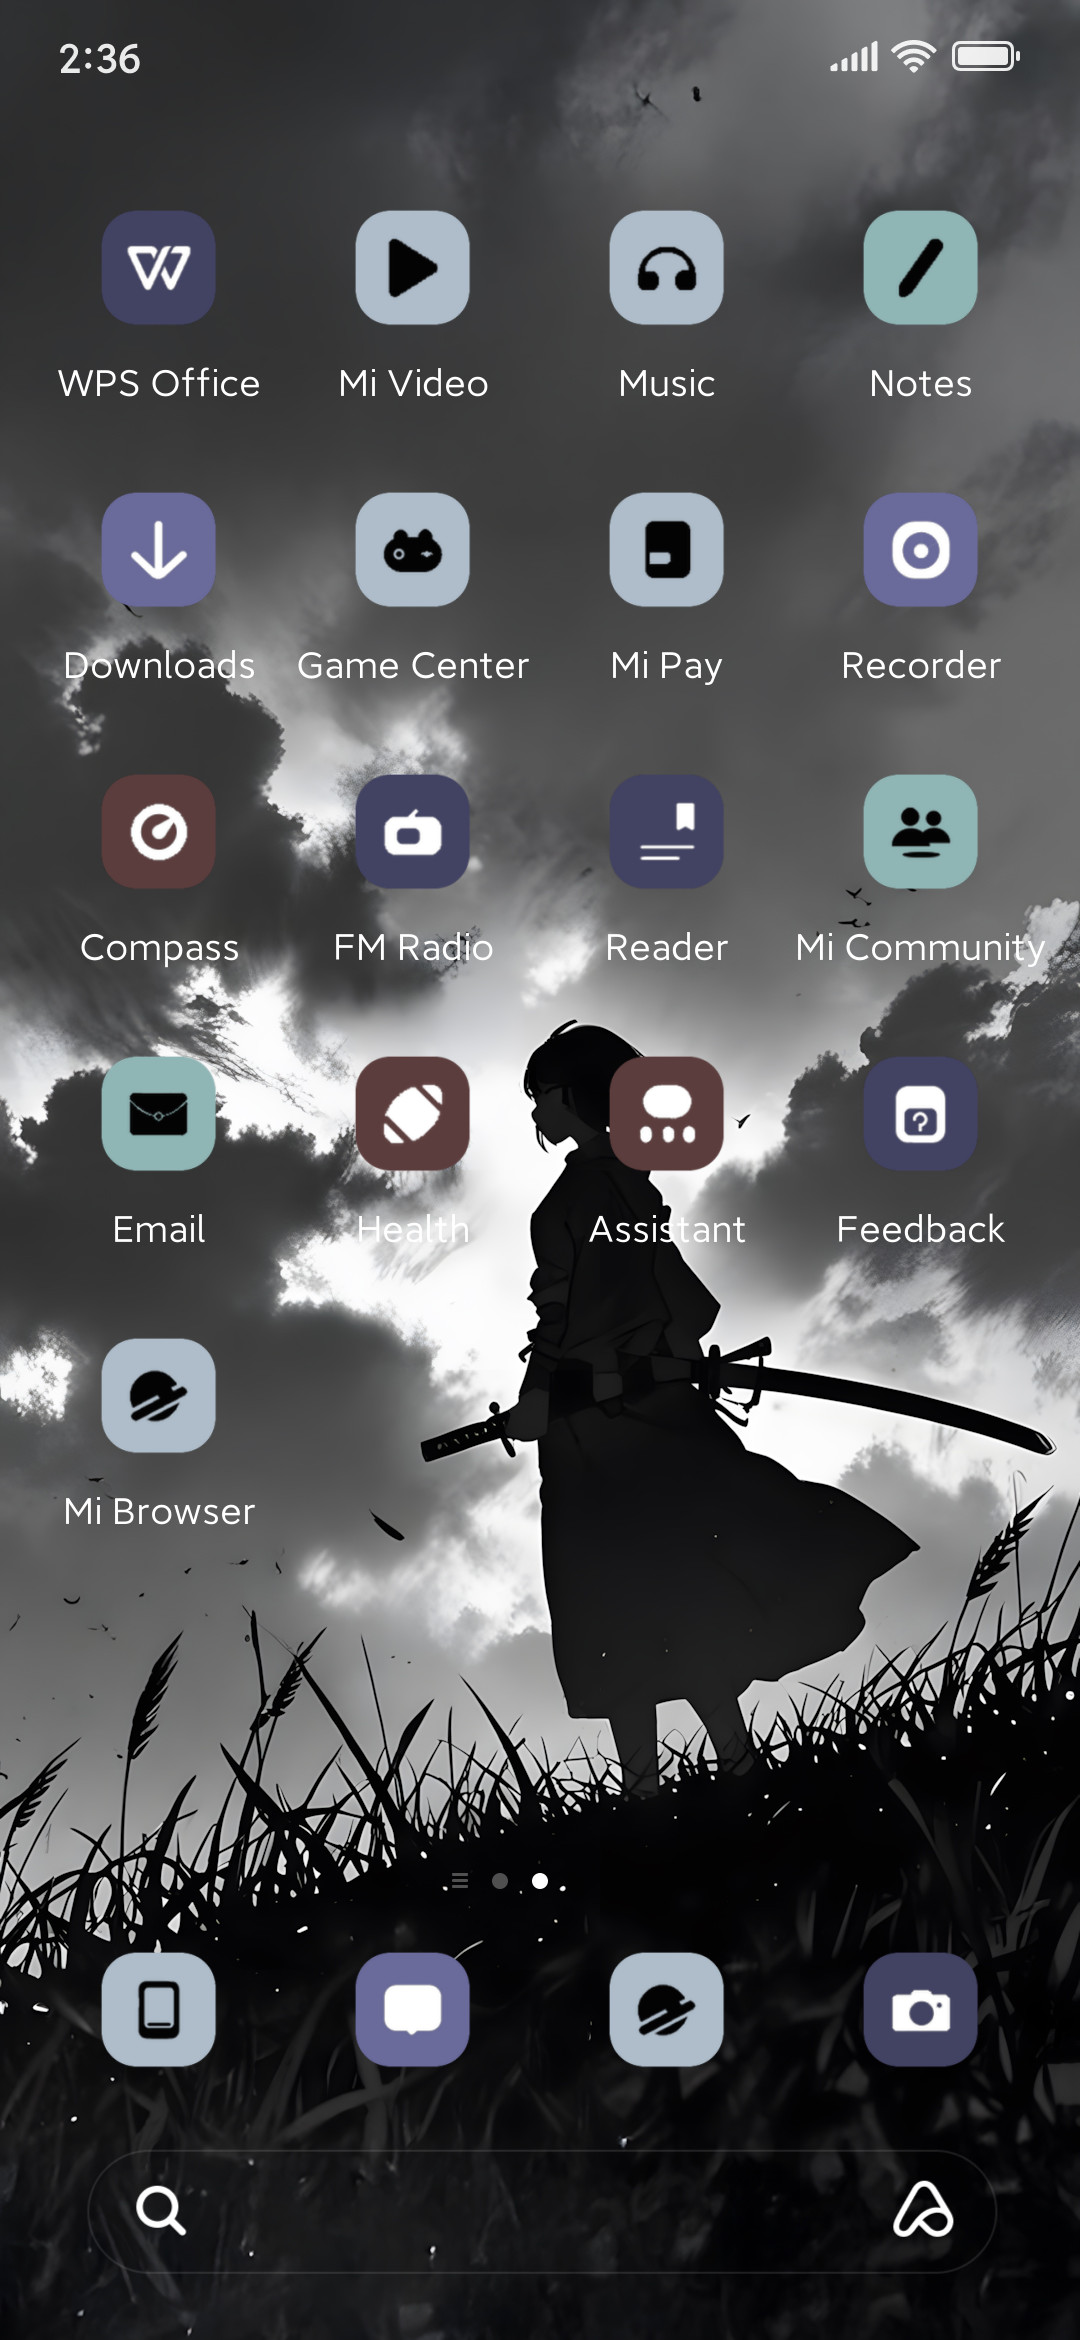 2:36
WPS Office
Mi Video
Music
Notes
Downloads
Game Center
Mi Pay
Recorder
Compass
FM Radio
Reader
Mi Community
Email
Health
Assistant
Feedback
Mi Browser